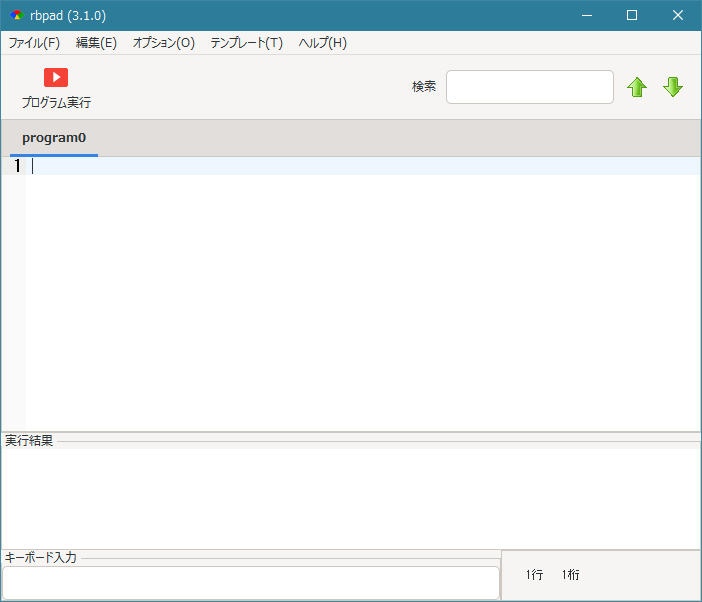 rbpad (3.1.0)
ファイル(F) 編集(E) オプション(O) テンプレート(T) ヘルプ(H)
プログラム実行
検索
program0
1
実行結果
キーボード入力
1行 1桁